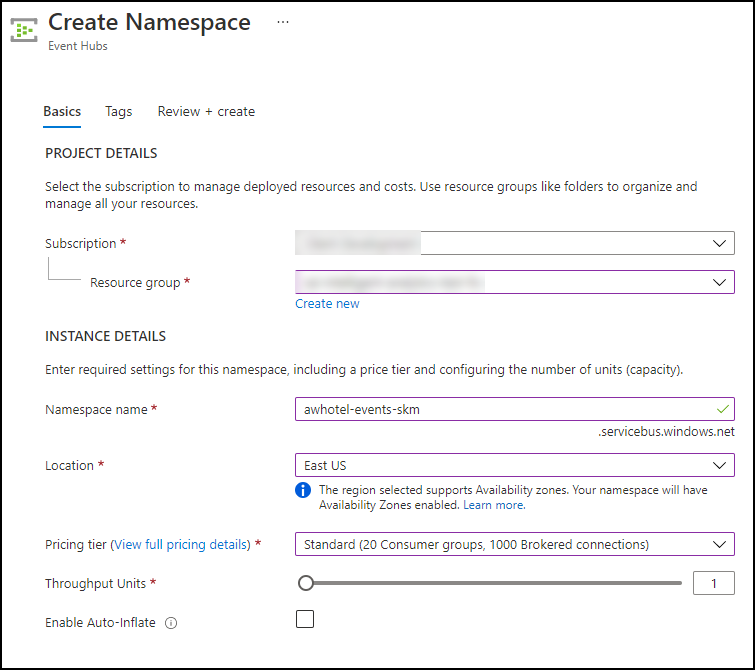 Create Namespace ...
Event Hubs
Basics Tags Review + create
PROJECT DETAILS
Select the subscription to manage deployed resources and costs. Use resource groups like folders to organize and
manage all your resources.
Subscription *
Resource group *
Create new
INSTANCE DETAILS
Enter required settings for this namespace, including a price tier and configuring the number of units (capacity).
Namespace name * awhotel-events-skm
.servicebus.windows.net
Location * East US
The region selected supports Availability zones. Your namespace will have
Availability Zones enabled. Learn more.
Pricing tier (View full pricing details) * Standard (20 Consumer groups, 1000 Brokered connections)
Throughput Units * 1
Enable Auto-Inflate